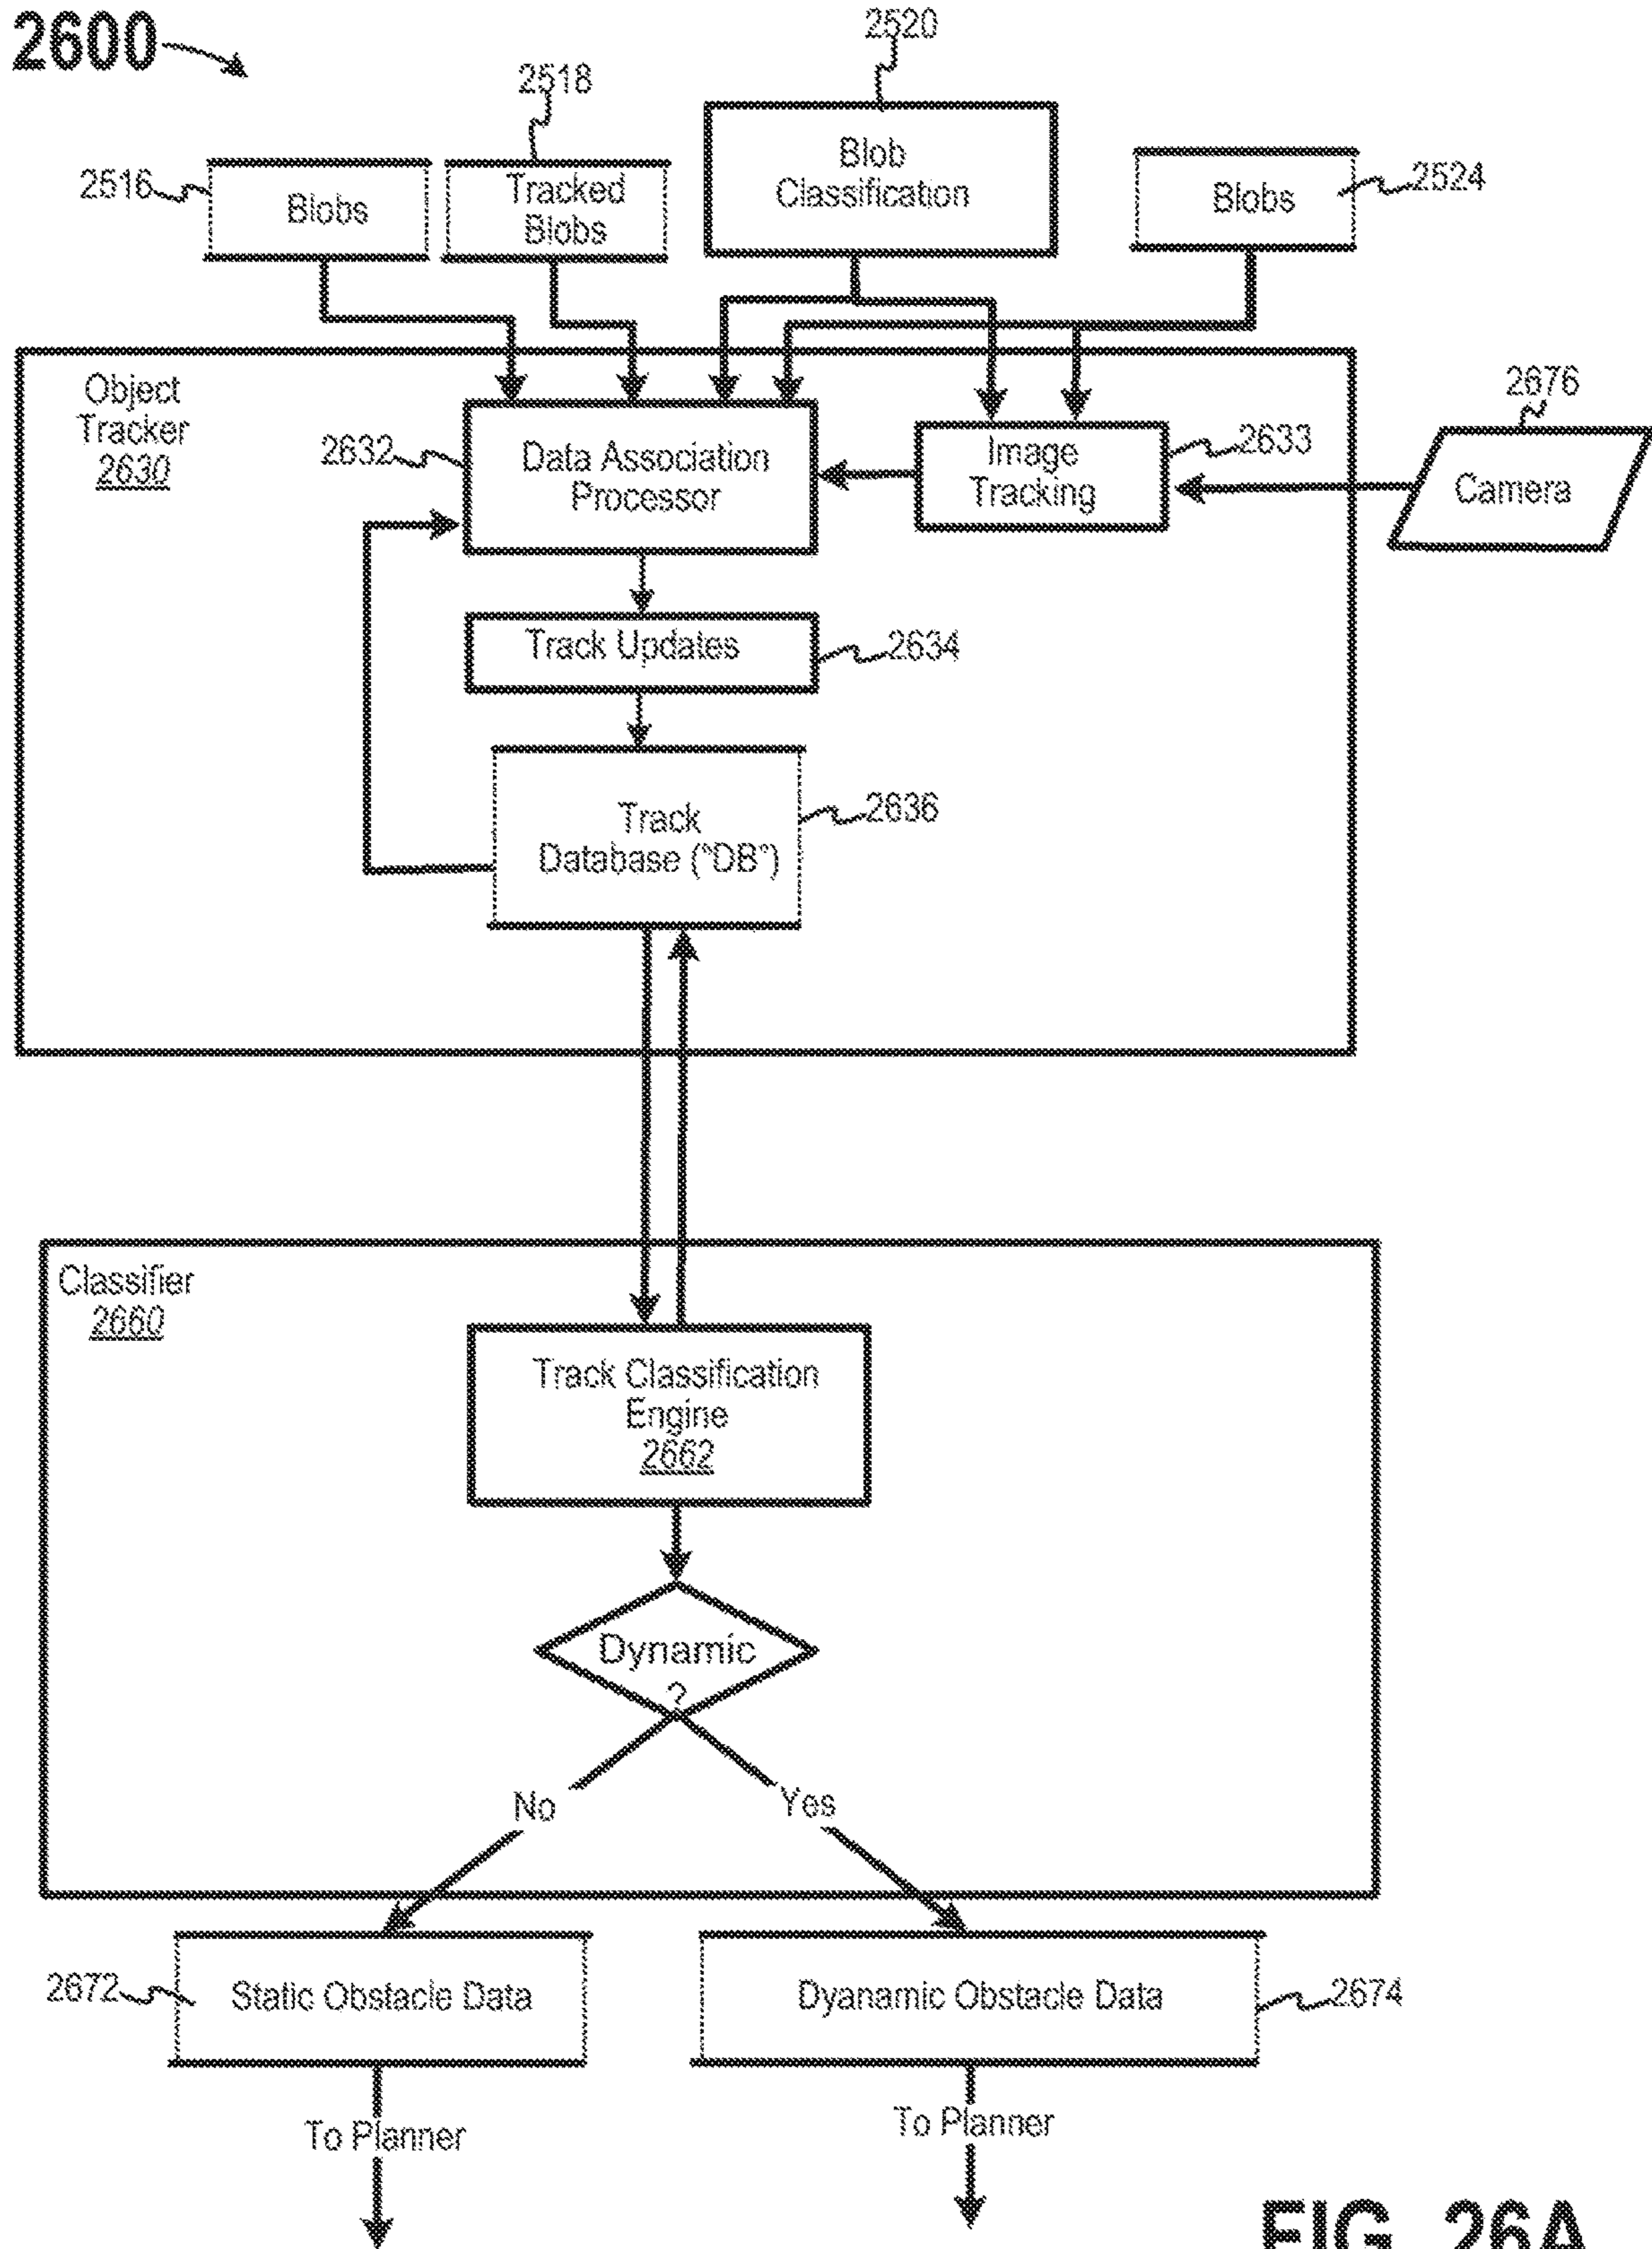 2600
2520
2518
2516
Blobs
Tracked
Blobs
Blob
Classification
Blobs
2524
Object
Tracker
2630
2632
Data Association
Processor
Image
Tracking
2633
2676
Camera
Track Updates
2634
Track
Database ("DB")
2636
Classifier
2660
Track Classification
Engine
2662
Dynamic
?
No
Yes
2672
Static Obstacle Data
Dyanamic Obstacle Data
2674
To Planner
To Planner
FIG. 26A